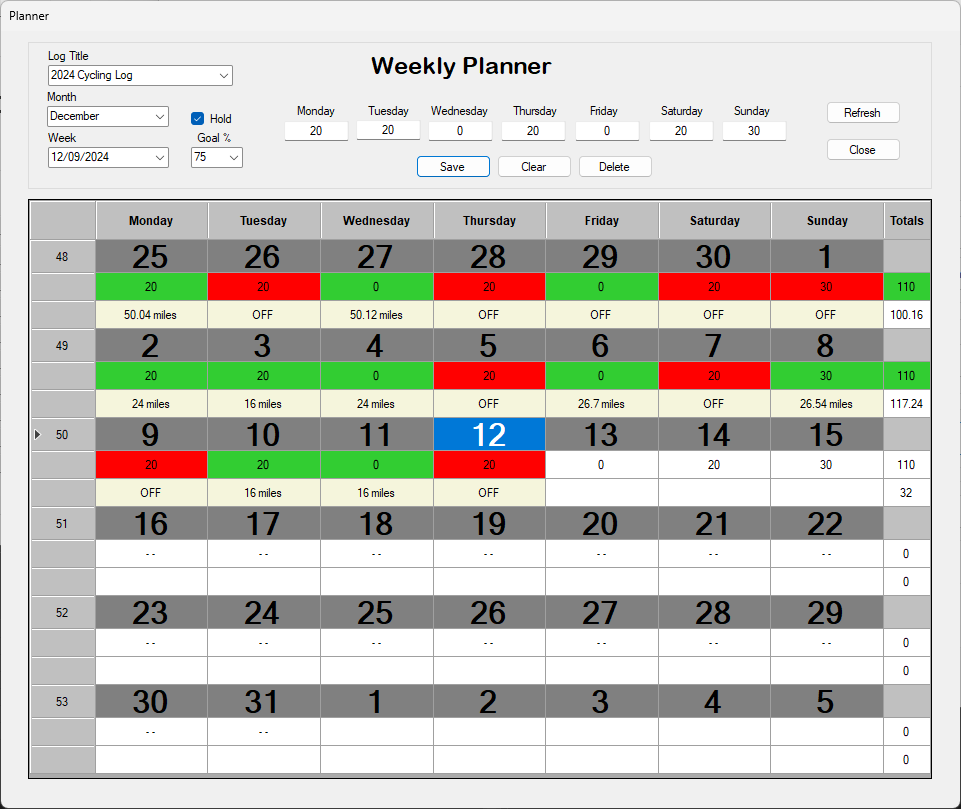 Planner
Log Title
Weekly Planner
2024 Cycling Log
Month
December
Hold
Monday Tuesday Wednesday Thursday Friday Saturday Sunday
20 20 0 20 0 20 30
Refresh
Week
Goal %
12/09/2024
75
Save Clear Delete
Close
Monday Tuesday Wednesday Thursday Friday Saturday Sunday Totals
48 25 26 27 28 29 30 1
20 20 0 20 0 20 30 110
50.04 miles OFF 50.12 miles OFF OFF OFF OFF 100.16
49 2 3 4 5 6 7 8
20 20 0 20 0 20 30 110
24 miles 16 miles 24 miles OFF 26.7 miles OFF 26.54 miles 117.24
50 9 10 11 12 13 14 15
20 20 0 20 0 20 30 110
OFF 16 miles 16 miles OFF 32
51 16 17 18 19 20 21 22
-- -- -- -- -- -- -- 0
0
52 23 24 25 26 27 28 29
-- -- -- -- -- -- -- 0
0
53 30 31 1 2 3 4 5
-- -- 0
0